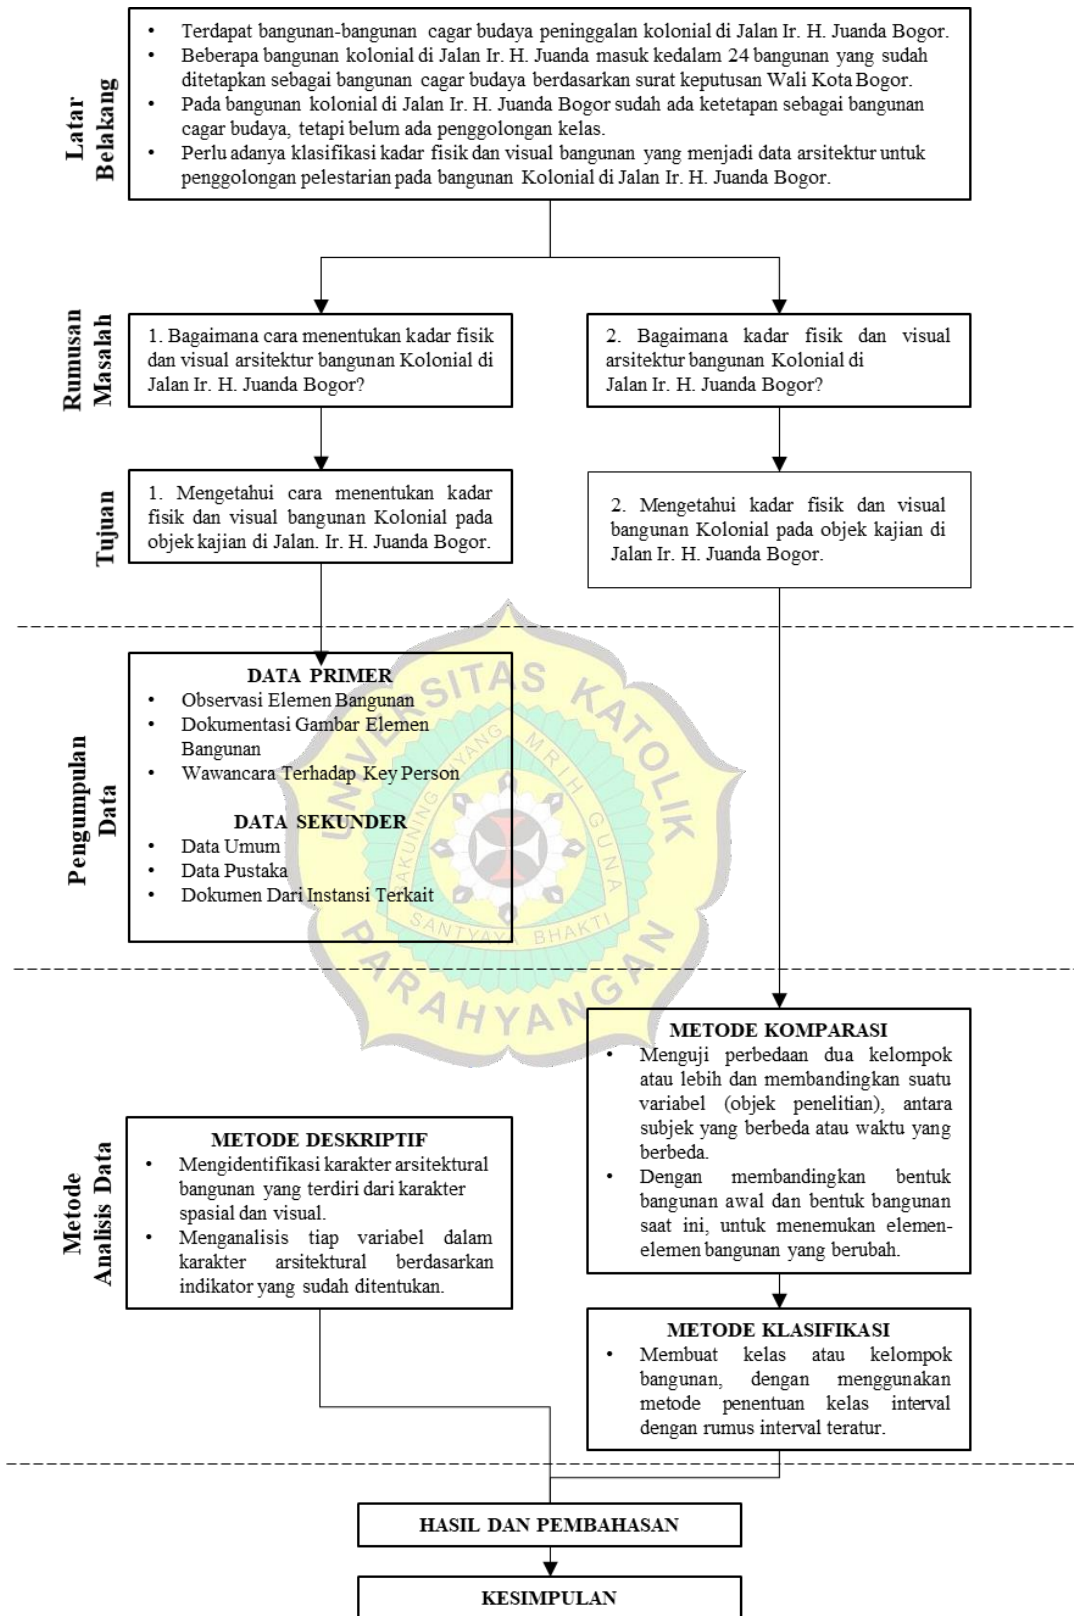 Latar
Belakang
• Terdapat bangunan-bangunan cagar budaya peninggalan kolonial di Jalan Ir. H. Juanda Bogor.
• Beberapa bangunan kolonial di Jalan Ir. H. Juanda masuk kedalam 24 bangunan yang sudah
ditetapkan sebagai bangunan cagar budaya berdasarkan surat keputusan Wali Kota Bogor.
• Pada bangunan kolonial di Jalan Ir. H. Juanda Bogor sudah ada ketetapan sebagai bangunan
cagar budaya, tetapi belum ada penggolongan kelas.
• Perlu adanya klasifikasi kadar fisik dan visual bangunan yang menjadi data arsitektur untuk
penggolongan pelestarian pada bangunan Kolonial di Jalan Ir. H. Juanda Bogor.
Rumusan
Masalah
1. Bagaimana cara menentukan kadar fisik
dan visual arsitektur bangunan Kolonial di
Jalan Ir. H. Juanda Bogor?
2. Bagaimana kadar fisik dan visual
arsitektur bangunan Kolonial di
Jalan Ir. H. Juanda Bogor?
Tujuan
1. Mengetahui cara menentukan kadar
fisik dan visual bangunan Kolonial pada
objek kajian di Jalan. Ir. H. Juanda Bogor.
2. Mengetahui kadar fisik dan visual
bangunan Kolonial pada objek kajian di
Jalan Ir. H. Juanda Bogor.
Pengumpulan
Data
DATA PRIMER
• Observasi Elemen Bangunan
• Dokumentasi Gambar Elemen
Bangunan
• Wawancara Terhadap Key Person
DATA SEKUNDER
• Data Umum
• Data Pustaka
• Dokumen Dari Instansi Terkait
UNIVERSITAS KATOLIK
PARAHYANGAN
BAKUNING HYANG MRIH GUNA
SANTYAYA BHAKTI
Metode
Analisis Data
METODE DESKRIPTIF
• Mengidentifikasi karakter arsitektural
bangunan yang terdiri dari karakter
spasial dan visual.
• Menganalisis tiap variabel dalam
karakter arsitektural berdasarkan
indikator yang sudah ditentukan.
METODE KOMPARASI
• Menguji perbedaan dua kelompok
atau lebih dan membandingkan suatu
variabel (objek penelitian), antara
subjek yang berbeda atau waktu yang
berbeda.
• Dengan membandingkan bentuk
bangunan awal dan bentuk bangunan
saat ini, untuk menemukan elemen-
elemen bangunan yang berubah.
METODE KLASIFIKASI
• Membuat kelas atau kelompok
bangunan, dengan menggunakan
metode penentuan kelas interval
dengan rumus interval teratur.
HASIL DAN PEMBAHASAN
KESIMPULAN